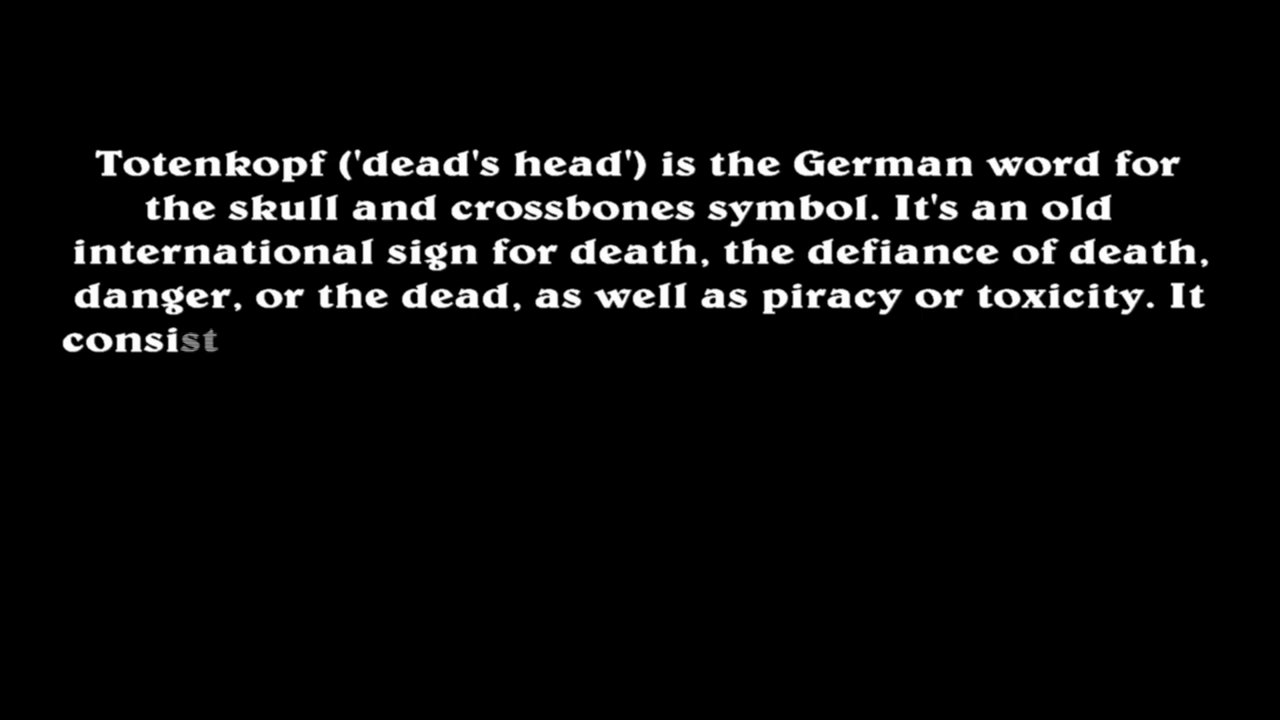 Totenkopf ('dead's head') is the German word for
the skull and crossbones symbol. It's an old
international sign for death, the defiance of death,
danger, or the dead, as well as piracy or toxicity. It
consist